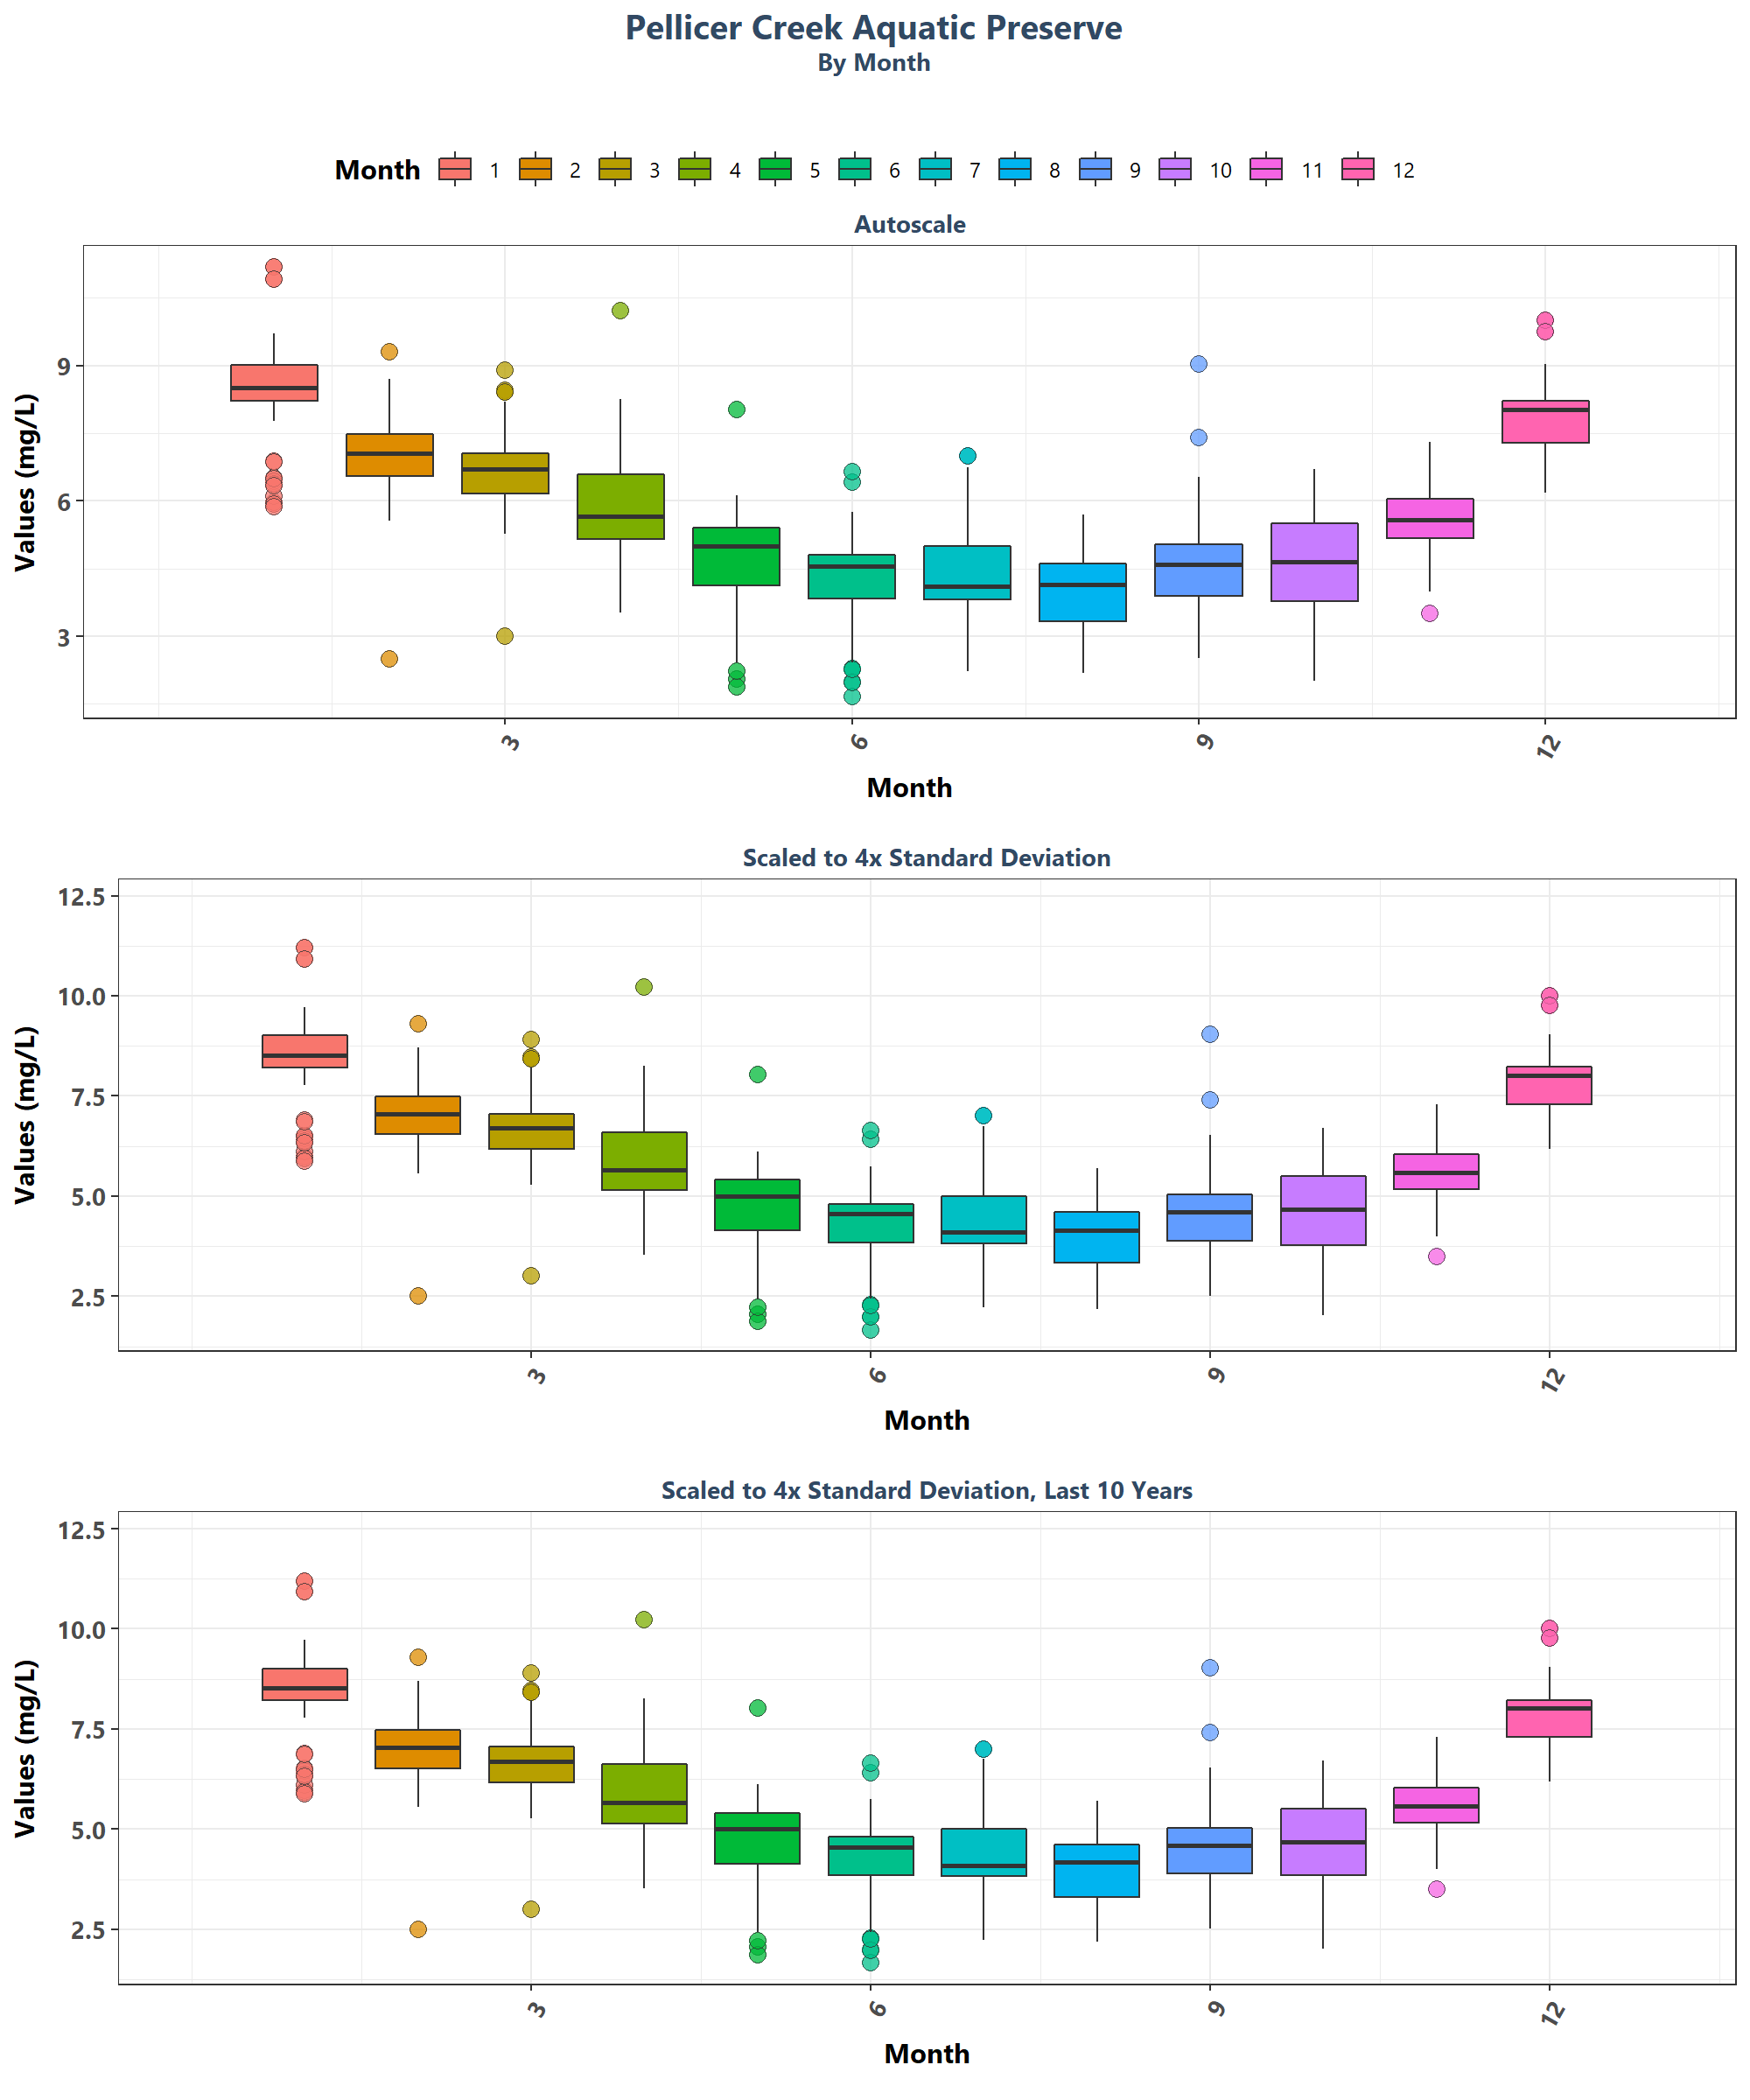 Pellicer Creek Aquatic Preserve
By Month
Month 1 2 3 4 5 6 7 8 9 10 11 12
Autoscale
Values (mg/L)
9
6
3
3 6 9 12
Month
Scaled to 4x Standard Deviation
Values (mg/L)
12.5
10.0
7.5
5.0
2.5
3 6 9 12
Month
Scaled to 4x Standard Deviation, Last 10 Years
Values (mg/L)
12.5
10.0
7.5
5.0
2.5
3 6 9 12
Month